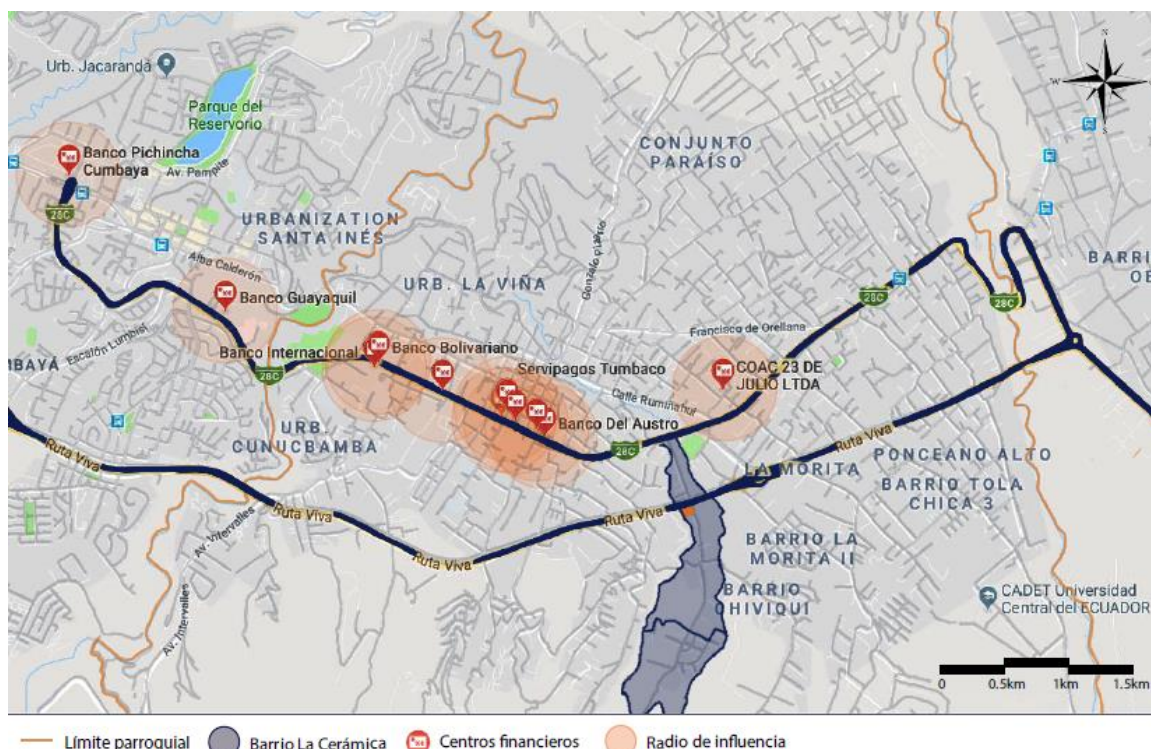 Urb. Jacarandá
Parque del
Reservorio
Banco Pichincha
Cumbaya
Av. Pampite
28C
URBANIZATION
SANTA INÉS
CONJUNTO
PARAÍSO
N
S
Alba Calderón
URB. LA VIÑA
Gonzalo Pizarro
BARRI
OB
Banco Guayaquil
28C
28C
Escalón Lumbisí
MBAYÁ
Francisco de Orellana
Banco Internacional
Banco Bolivariano
28C
Servipagos Tumbaco
COAC 23 DE
JULIO LTDA
Calle Rumiñahui
Banco Del Austro
URB.
CUNUCBAMBA
28C
Ruta Viva
Ruta Viva
LA MORITA
PONCEANO ALTO
BARRIO TOLA
CHICA 3
Ruta Viva
Ruta Viva
Ruta Viva
Av. Intervalles
BARRIO LA
MORITA II
BARRIO
HIVIQUI
Av. Intervalles
CADET Universidad
Central del ECUADOR
0 0.5km 1km 1.5km
Límite parroquial Barrio La Cerámica Centros financieros Radio de influencia